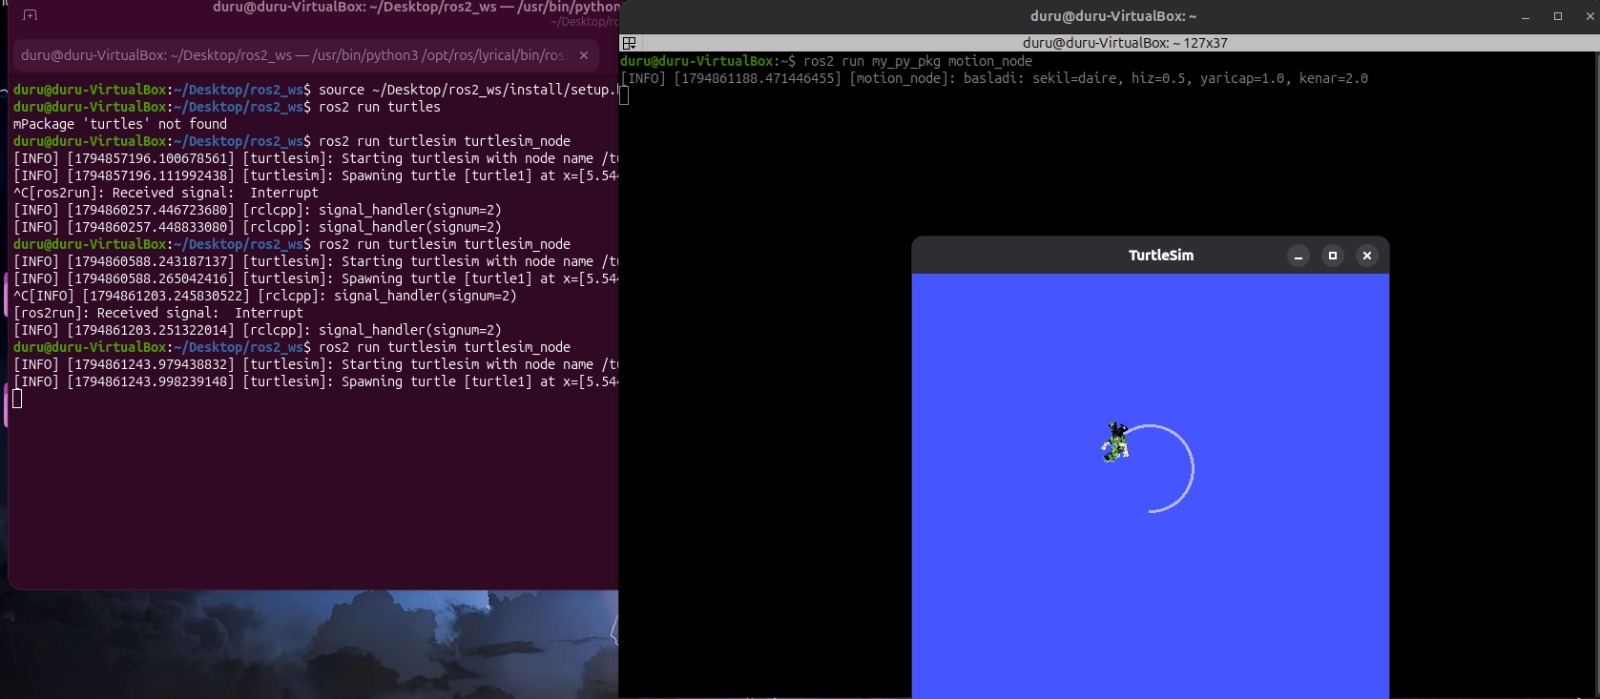 duru@duru-VirtualBox: ~/Desktop/ros2_ws — /usr/bin/python
~/Desktop/ro
duru@duru-VirtualBox: ~/Desktop/ros2_ws — /usr/bin/python3 /opt/ros/lyrical/bin/ros
duru@duru-VirtualBox:~/Desktop/ros2_ws$ source ~/Desktop/ros2_ws/install/setup.
duru@duru-VirtualBox:~/Desktop/ros2_ws$ ros2 run turtles
mPackage 'turtles' not found
duru@duru-VirtualBox:~/Desktop/ros2_ws$ ros2 run turtlesim turtlesim_node
[INFO] [1794857196.100678561] [turtlesim]: Starting turtlesim with node name /tu
[INFO] [1794857196.111992438] [turtlesim]: Spawning turtle [turtle1] at x=[5.544
^C[ros2run]: Received signal:  Interrupt
[INFO] [1794860257.446723680] [rclcpp]: signal_handler(signum=2)
[INFO] [1794860257.448833080] [rclcpp]: signal_handler(signum=2)
duru@duru-VirtualBox:~/Desktop/ros2_ws$ ros2 run turtlesim turtlesim_node
[INFO] [1794860588.243187137] [turtlesim]: Starting turtlesim with node name /tu
[INFO] [1794860588.265042416] [turtlesim]: Spawning turtle [turtle1] at x=[5.544
^C[INFO] [1794861203.245830522] [rclcpp]: signal_handler(signum=2)
[ros2run]: Received signal:  Interrupt
[INFO] [1794861203.251322014] [rclcpp]: signal_handler(signum=2)
duru@duru-VirtualBox:~/Desktop/ros2_ws$ ros2 run turtlesim turtlesim_node
[INFO] [1794861243.979438832] [turtlesim]: Starting turtlesim with node name /tu
[INFO] [1794861243.998239148] [turtlesim]: Spawning turtle [turtle1] at x=[5.544
duru@duru-VirtualBox: ~
duru@duru-VirtualBox: ~ 127x37
duru@duru-VirtualBox:~$ ros2 run my_py_pkg motion_node
[INFO] [1794861188.471446455] [motion_node]: basladi: sekil=daire, hiz=0.5, yaricap=1.0, kenar=2.0
TurtleSim